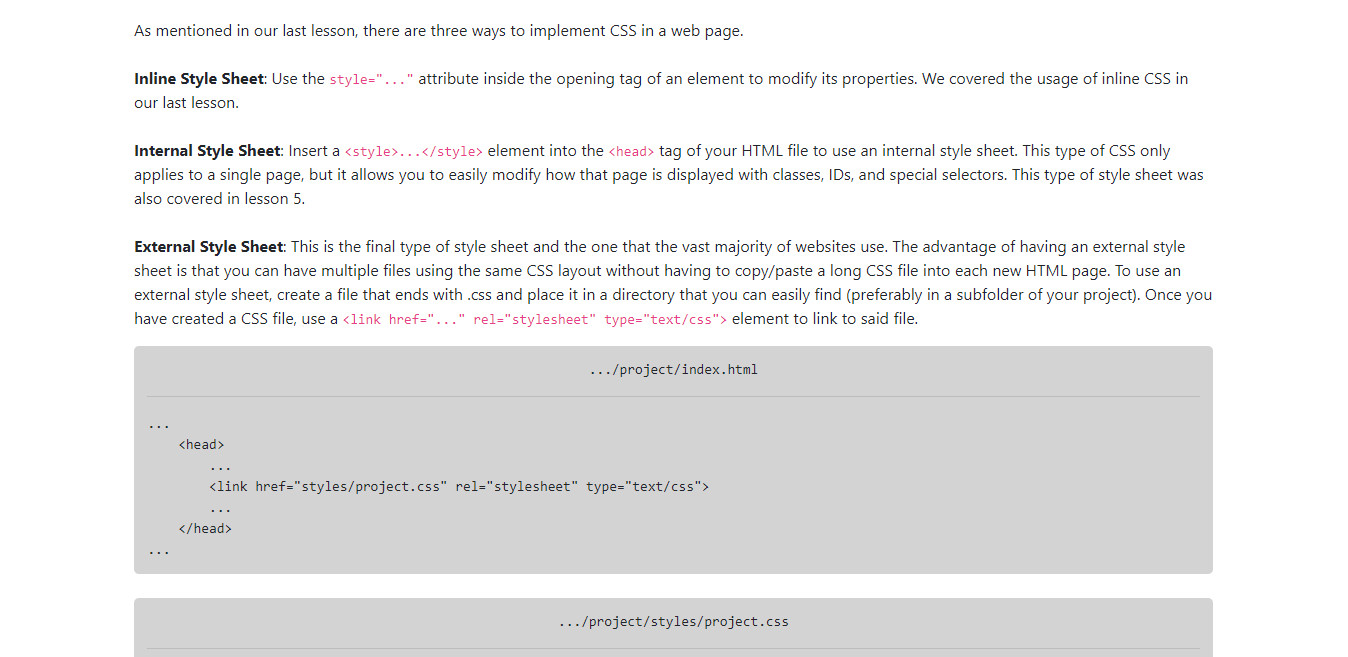 As mentioned in our last lesson, there are three ways to implement CSS in a web page.
Inline Style Sheet: Use the style="..." attribute inside the opening tag of an element to modify its properties. We covered the usage of inline CSS in
our last lesson.
Internal Style Sheet: Insert a <style>...</style> element into the <head> tag of your HTML file to use an internal style sheet. This type of CSS only
applies to a single page, but it allows you to easily modify how that page is displayed with classes, IDs, and special selectors. This type of style sheet was
also covered in lesson 5.
External Style Sheet: This is the final type of style sheet and the one that the vast majority of websites use. The advantage of having an external style
sheet is that you can have multiple files using the same CSS layout without having to copy/paste a long CSS file into each new HTML page. To use an
external style sheet, create a file that ends with .css and place it in a directory that you can easily find (preferably in a subfolder of your project). Once you
have created a CSS file, use a <link href="..." rel="stylesheet" type="text/css"> element to link to said file.
.../project/index.html
...
<head>
...
<link href="styles/project.css" rel="stylesheet" type="text/css">
...
</head>
...
.../project/styles/project.css